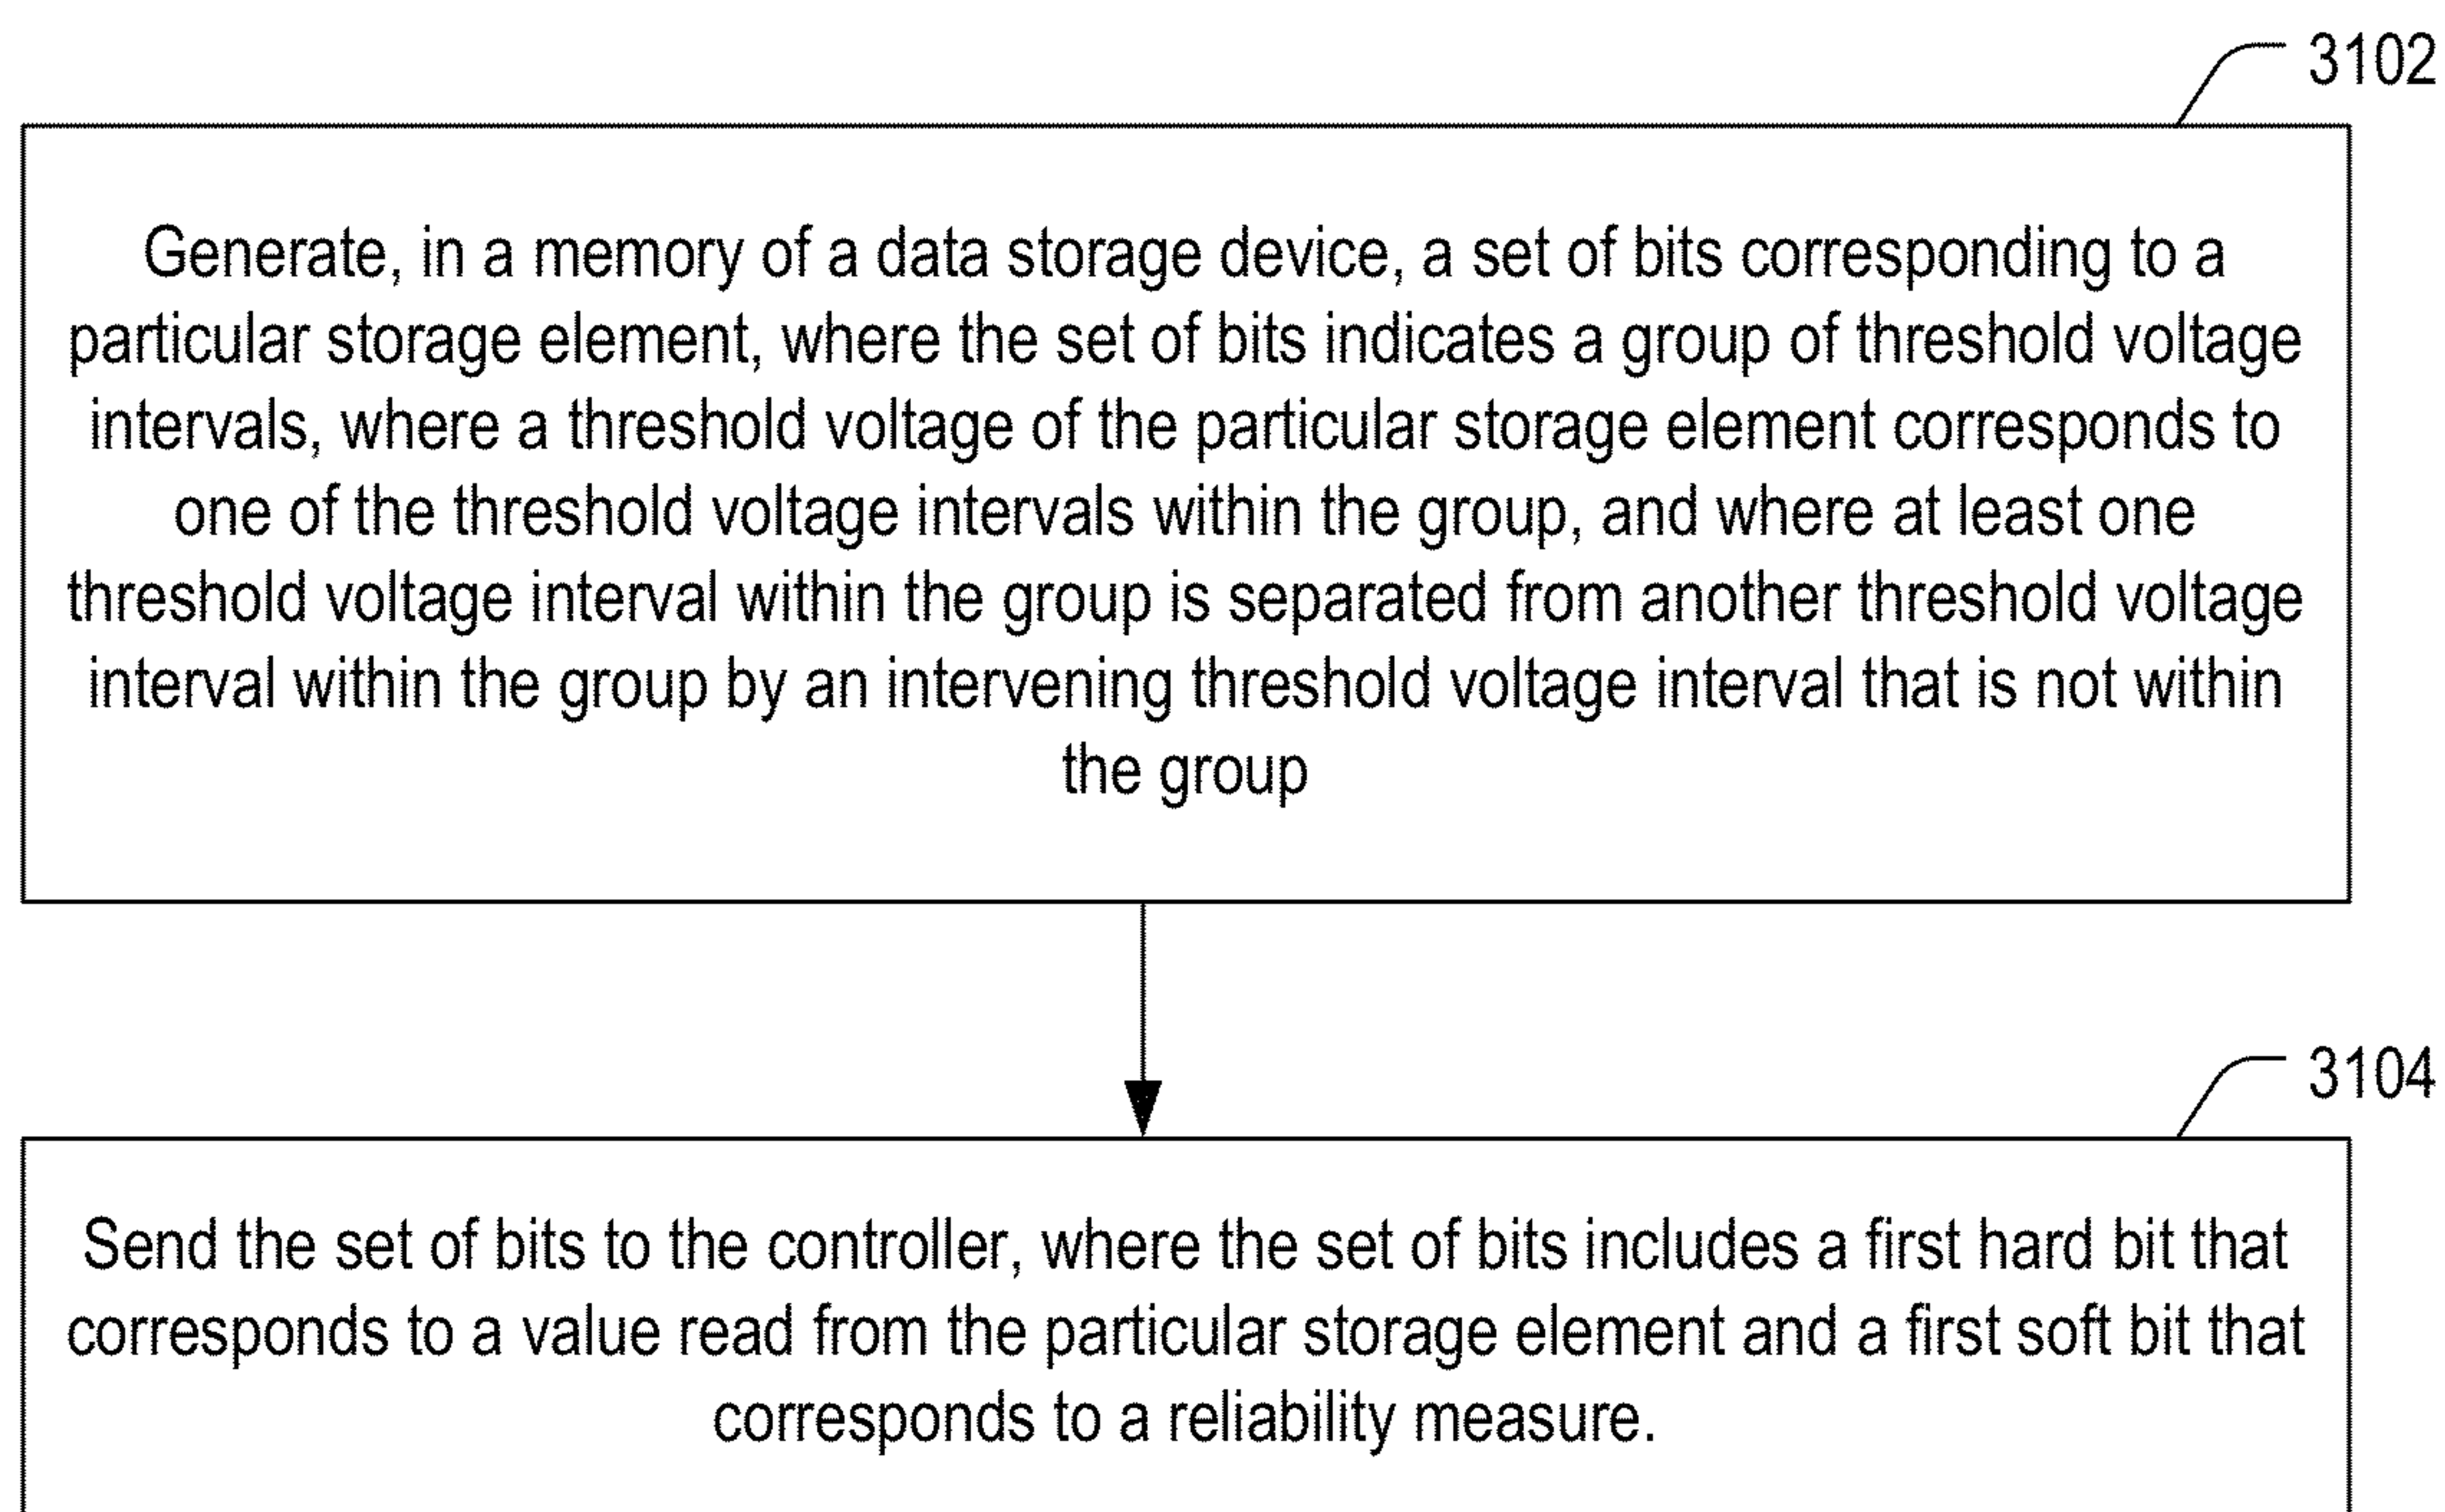 3102
Generate, in a memory of a data storage device, a set of bits corresponding to a
particular storage element, where the set of bits indicates a group of threshold voltage
intervals, where a threshold voltage of the particular storage element corresponds to
one of the threshold voltage intervals within the group, and where at least one
threshold voltage interval within the group is separated from another threshold voltage
interval within the group by an intervening threshold voltage interval that is not within
the group
3104
Send the set of bits to the controller, where the set of bits includes a first hard bit that
corresponds to a value read from the particular storage element and a first soft bit that
corresponds to a reliability measure.